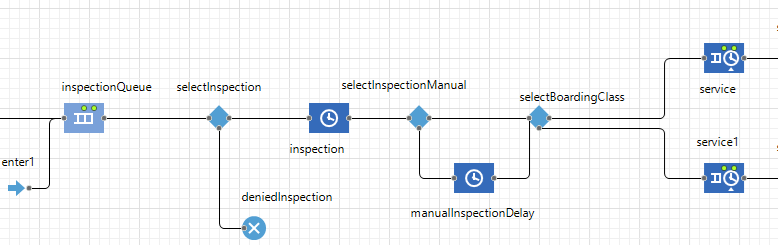 inspectionQueue
selectInspection
selectInspectionManual
selectBoardingClass
service
inspection
service1
enter1
deniedInspection
manualInspectionDelay